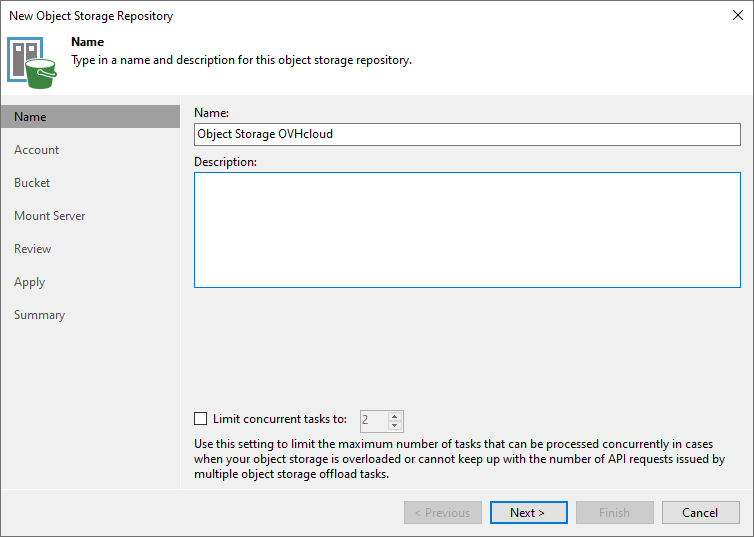 New Object Storage Repository
Name
Type in a name and description for this object storage repository.
Name
Account
Bucket
Mount Server
Review
Apply
Summary
Name:
Object Storage OVHcloud
Description:
Limit concurrent tasks to: 2
Use this setting to limit the maximum number of tasks that can be processed concurrently in cases
when your object storage is overloaded or cannot keep up with the number of API requests issued by
multiple object storage offload tasks.
< Previous Next > Finish Cancel